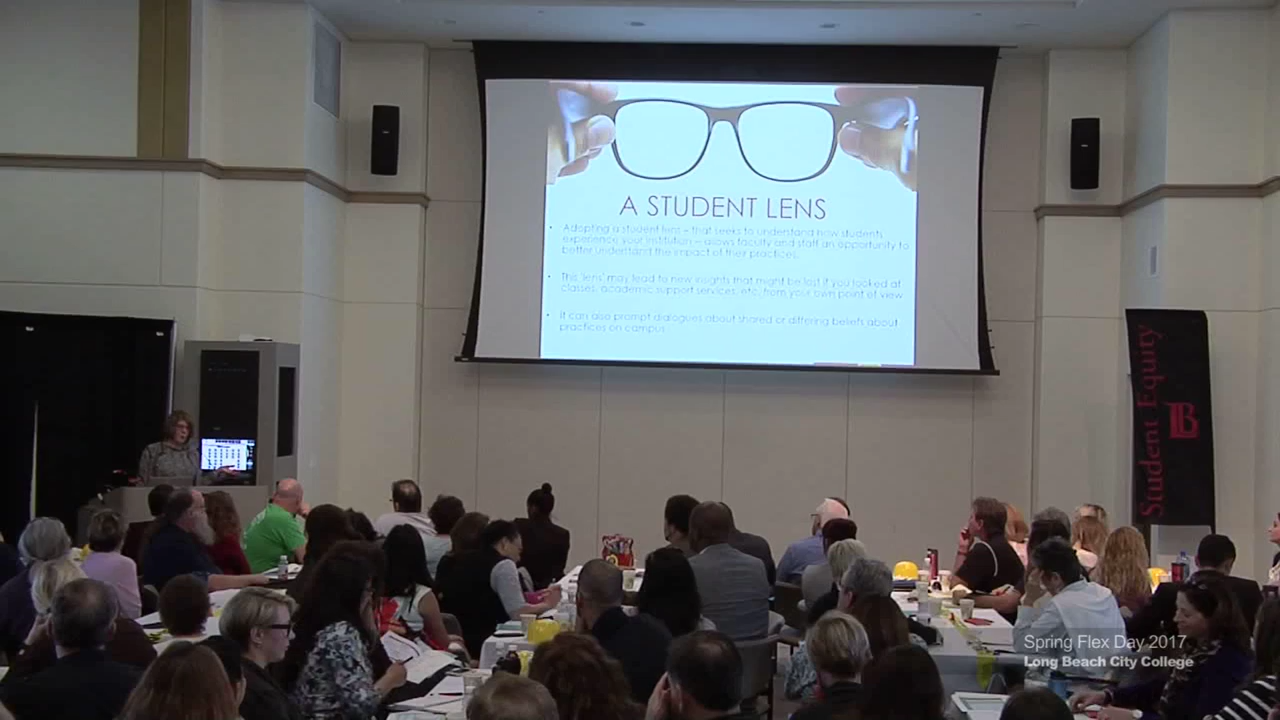 A STUDENT LENS
• Adopting a student lens – that seeks to understand how students
experience your institution – allows faculty and staff an opportunity to
better understand the impact of their practices.
• This 'lens' may lead to new insights that might be lost if you looked at
classes, academic support services, etc. from your own point of view
• It can also prompt dialogues about shared or differing beliefs about
practices on campus
Student Equity
LB
Spring Flex Day 2017
Long Beach City College